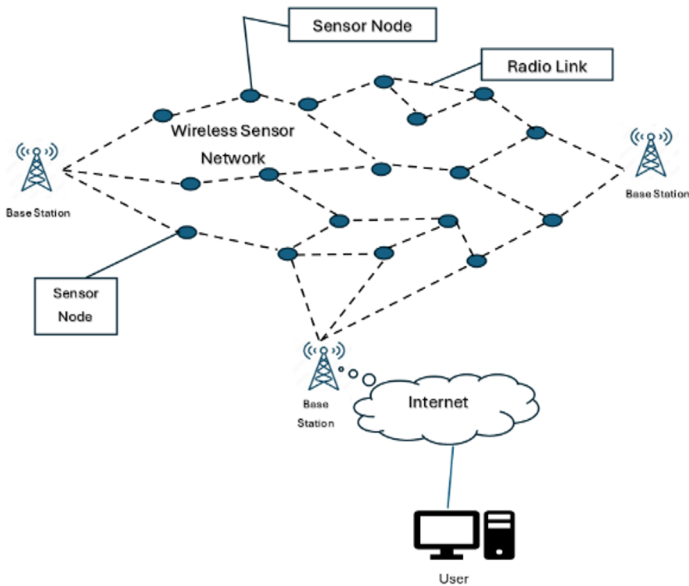 Sensor Node
Radio Link
Wireless Sensor
Network
Base Station
Base Station
Sensor
Node
Base
Station
Internet
User